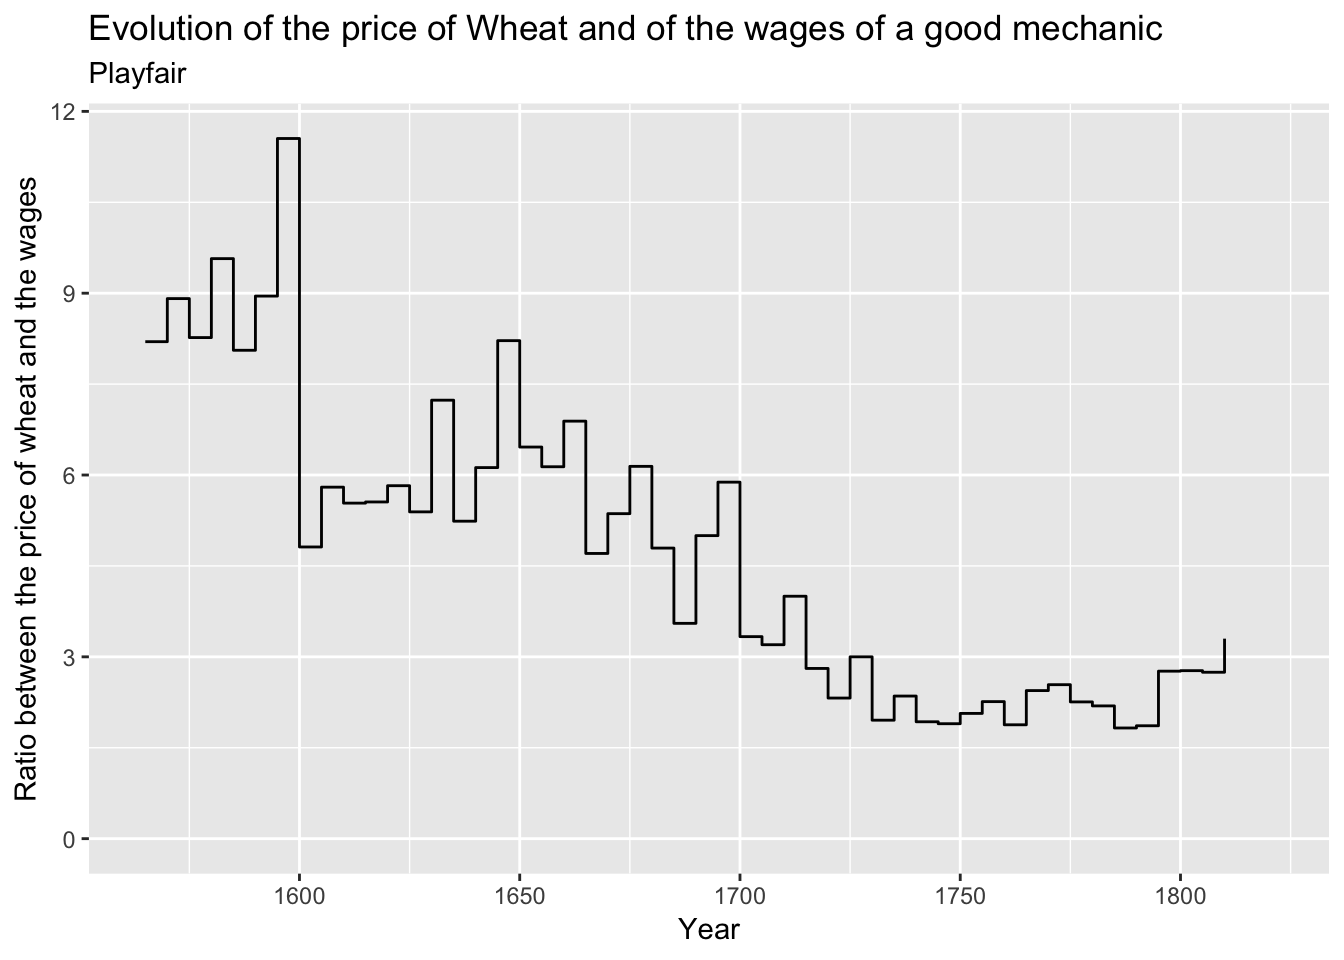 Evolution of the price of Wheat and of the wages of a good mechanic
Playfair
Ratio between the price of wheat and the wages
12
9
6
3
0
1600 1650 1700 1750 1800
Year